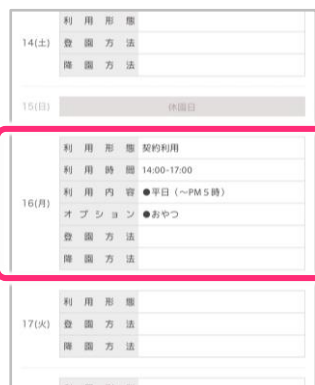 14(土)
利用形態
登園方法
降園方法
15(日) 休園日
16(月)
利用形態 契約利用
利用時間 14:00-17:00
利用内容 ●平日(~PM5時)
オプション ●おやつ
登園方法
降園方法
17(火)
利用形態
登園方法
降園方法